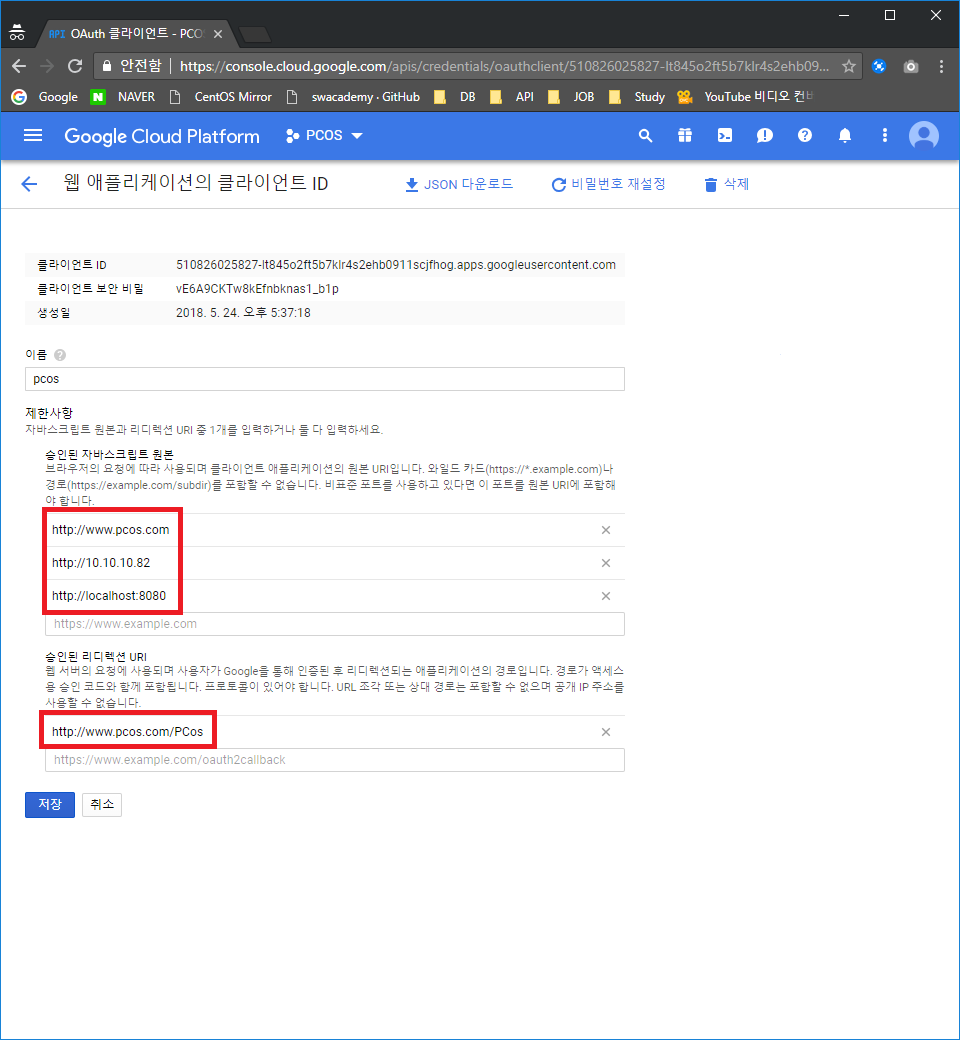 API OAuth 클라이언트 - PCO
안전함 | https://console.cloud.google.com/apis/credentials/oauthclient/510826025827-lt845o2ft5b7klr4s2ehb09...
Google NAVER CentOS Mirror swacademy · GitHub DB API JOB Study YouTube 비디오 컨버
Google Cloud Platform PCOS
웹 애플리케이션의 클라이언트 ID JSON 다운로드 비밀번호 재설정 삭제
클라이언트 ID 510826025827-lt845o2ft5b7klr4s2ehb0911scjfhog.apps.googleusercontent.com
클라이언트 보안 비밀 vE6A9CKTw8kEfnbknas1_b1p
생성일 2018. 5. 24. 오후 5:37:18
이름
pcos
제한사항
자바스크립트 원본과 리디렉션 URI 중 1개를 입력하거나 둘 다 입력하세요.
승인된 자바스크립트 원본
브라우저의 요청에 따라 사용되며 클라이언트 애플리케이션의 원본 URI입니다. 와일드 카드(https://*.example.com)나
경로(https://example.com/subdir)를 포함할 수 없습니다. 비표준 포트를 사용하고 있다면 이 포트를 원본 URI에 포함해
야 합니다.
http://www.pcos.com
http://10.10.10.82
http://localhost:8080
https://www.example.com
승인된 리디렉션 URI
웹 서버의 요청에 사용되며 사용자가 Google을 통해 인증된 후 리디렉션되는 애플리케이션의 경로입니다. 경로가 액세스
용 승인 코드와 함께 포함됩니다. 프로토콜이 있어야 합니다. URL 조각 또는 상대 경로는 포함할 수 없으며 공개 IP 주소를
사용할 수 없습니다.
http://www.pcos.com/PCos
https://www.example.com/oauth2callback
저장 취소